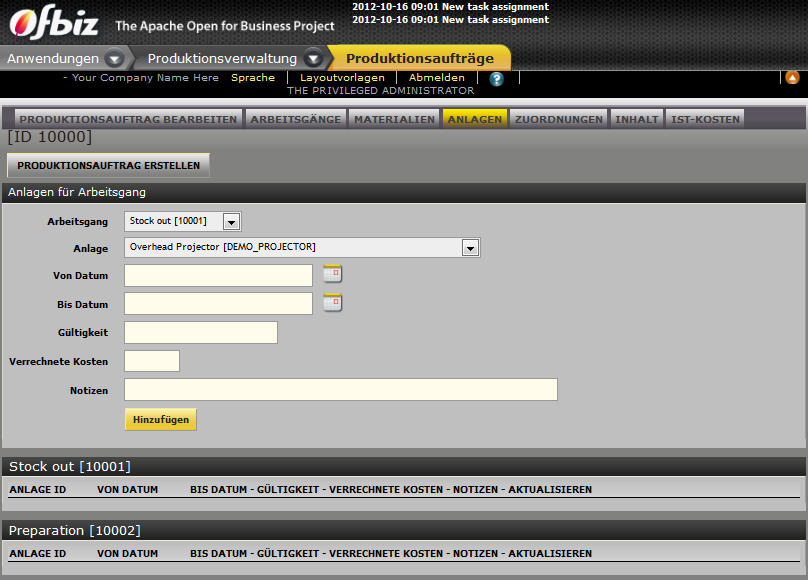 2012-10-16 09:01 New task assignment
2012-10-16 09:01 New task assignment
Ofbiz The Apache Open for Business Project
Anwendungen Produktionsverwaltung Produktionsaufträge
- Your Company Name Here Sprache Layoutvorlagen Abmelden ?
THE PRIVILEGED ADMINISTRATOR
PRODUKTIONSAUFTRAG BEARBEITEN ARBEITSGÄNGE MATERIALIEN ANLAGEN ZUORDNUNGEN INHALT IST-KOSTEN
[ID 10000]
PRODUKTIONSAUFTRAG ERSTELLEN
Anlagen für Arbeitsgang
Arbeitsgang Stock out [10001]
Anlage Overhead Projector [DEMO_PROJECTOR]
Von Datum
Bis Datum
Gültigkeit
Verrechnete Kosten
Notizen
Hinzufügen
Stock out [10001]
ANLAGE ID VON DATUM BIS DATUM - GÜLTIGKEIT - VERRECHNETE KOSTEN - NOTIZEN - AKTUALISIEREN
Preparation [10002]
ANLAGE ID VON DATUM BIS DATUM - GÜLTIGKEIT - VERRECHNETE KOSTEN - NOTIZEN - AKTUALISIEREN